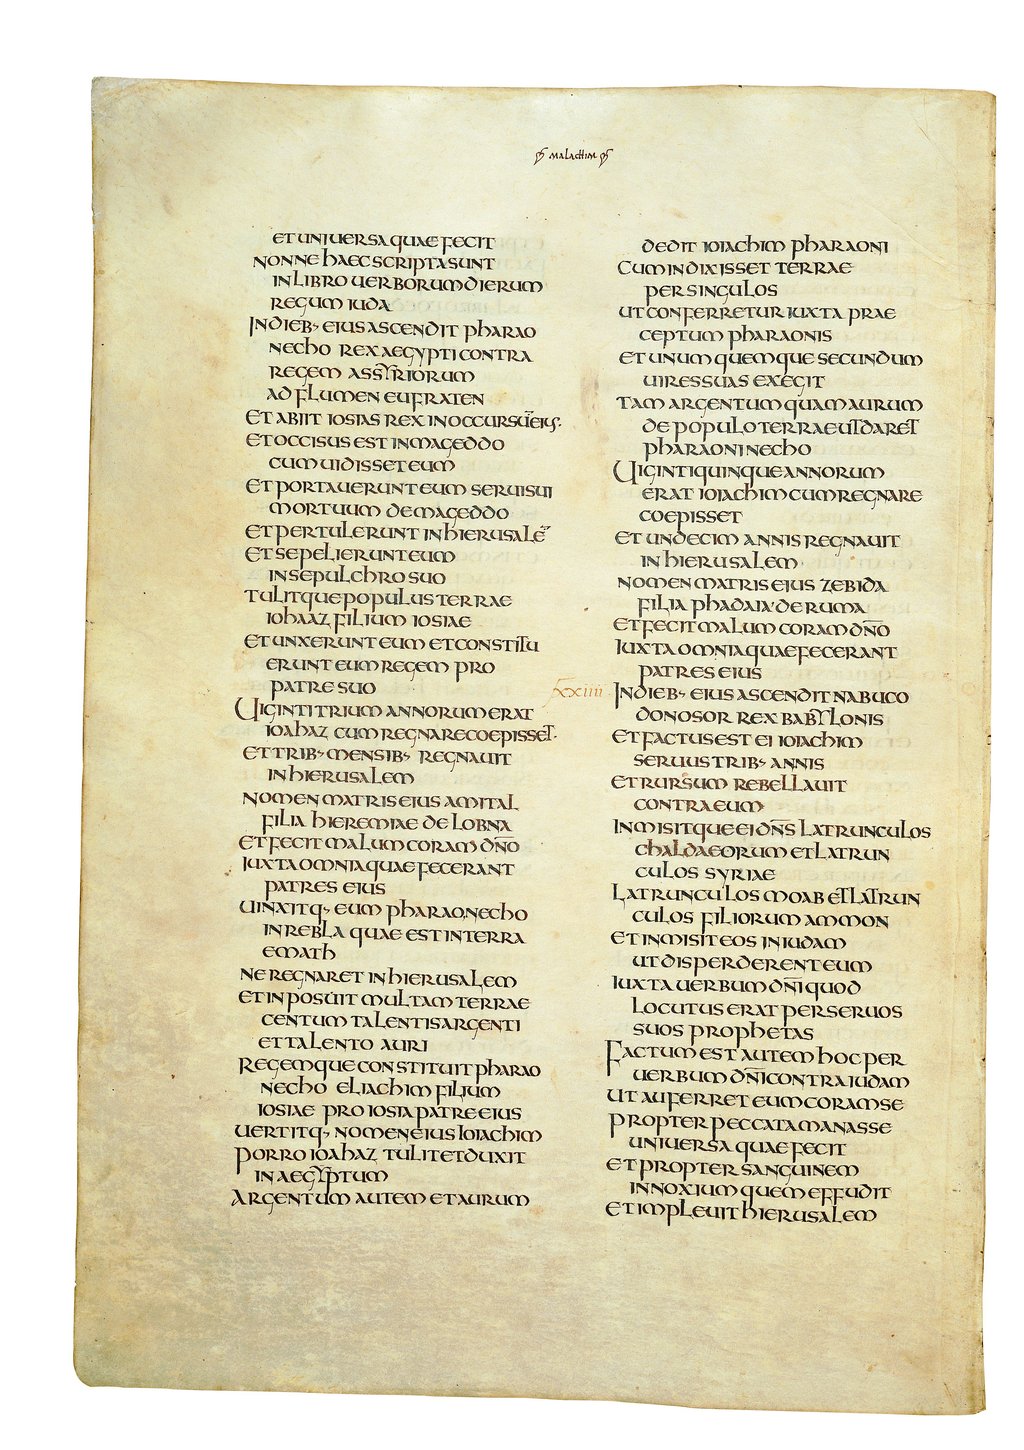 malachim
et uniuersa quae fecit
nonne haec scripta sunt
in libro uerborum dierum
regum iuda
In dieb; eius ascendit pharao
necho rex aegypti contra
regem assyriorum
ad flumen eufraten
et abiit iosias rex in occursū eius·
et occisus est in mageddo
cum uidisset eum
et portauerunt eum serui sui
mortuum de mageddo
et pertulerunt in hierusalē
et sepelierunt eum
in sepulchro suo
tulitque populus terrae
iohaaz filium iosiae
et unxerunt eum et constitu
erunt eum regem pro
patre suo
Uiginti trium annorum erat
ioahaz cum regnare coepisset·
et trib; mensib; regnauit
in hierusalem
nomen matris eius amital
filia hieremiae de lobna
et fecit malum coram dño
iuxta omnia quae fecerant
patres eius
uinxitq; eum pharao necho
in rebla quae est in terra
emath
ne regnaret in hierusalem
et inposuit multam terrae
centum talentis argenti
et talento auri
regemque constituit pharao
necho eliachim filium
iosiae pro iosia patre eius
uertitq; nomen eius ioiachim
porro ioahaz tulit et duxit
in aegyptum
argentum autem et aurum
dedit ioiachim pharaoni
cum indixisset terrae
per singulos
ut conferretur iuxta prae
ceptum pharaonis
et unumquemque secundum
uires suas exegit
tam argentum quam aurum
de populo terrae ut daret
pharaoni necho
Uiginti quinque annorum
erat ioiachim cum regnare
coepisset
et undecim annis regnauit
in hierusalem·
nomen matris eius zebida
filia phadaia· de ruma
et fecit malum coram dño
iuxta omnia quae fecerant
patres eius
xxiiii In dieb; eius ascendit nabuco
donosor rex babylonis
et factus est ei ioiachim
seruus trib; annis
et rursum rebellauit
contra eum
inmisitque ei dñs latrunculos
chaldaeorum et latrun
culos syriae
latrunculos moab et latrun
culos filiorum ammon
et inmisit eos in iudam
ut disperderent eum
iuxta uerbum dñi quod
locutus erat per seruos
suos prophetas
Factum est autem hoc per
uerbum dñi contra iudam
ut auferret eum coram se
propter peccata manasse
uniuersa quae fecit
et propter sanguinem
innoxium quem effudit
et impleuit hierusalem